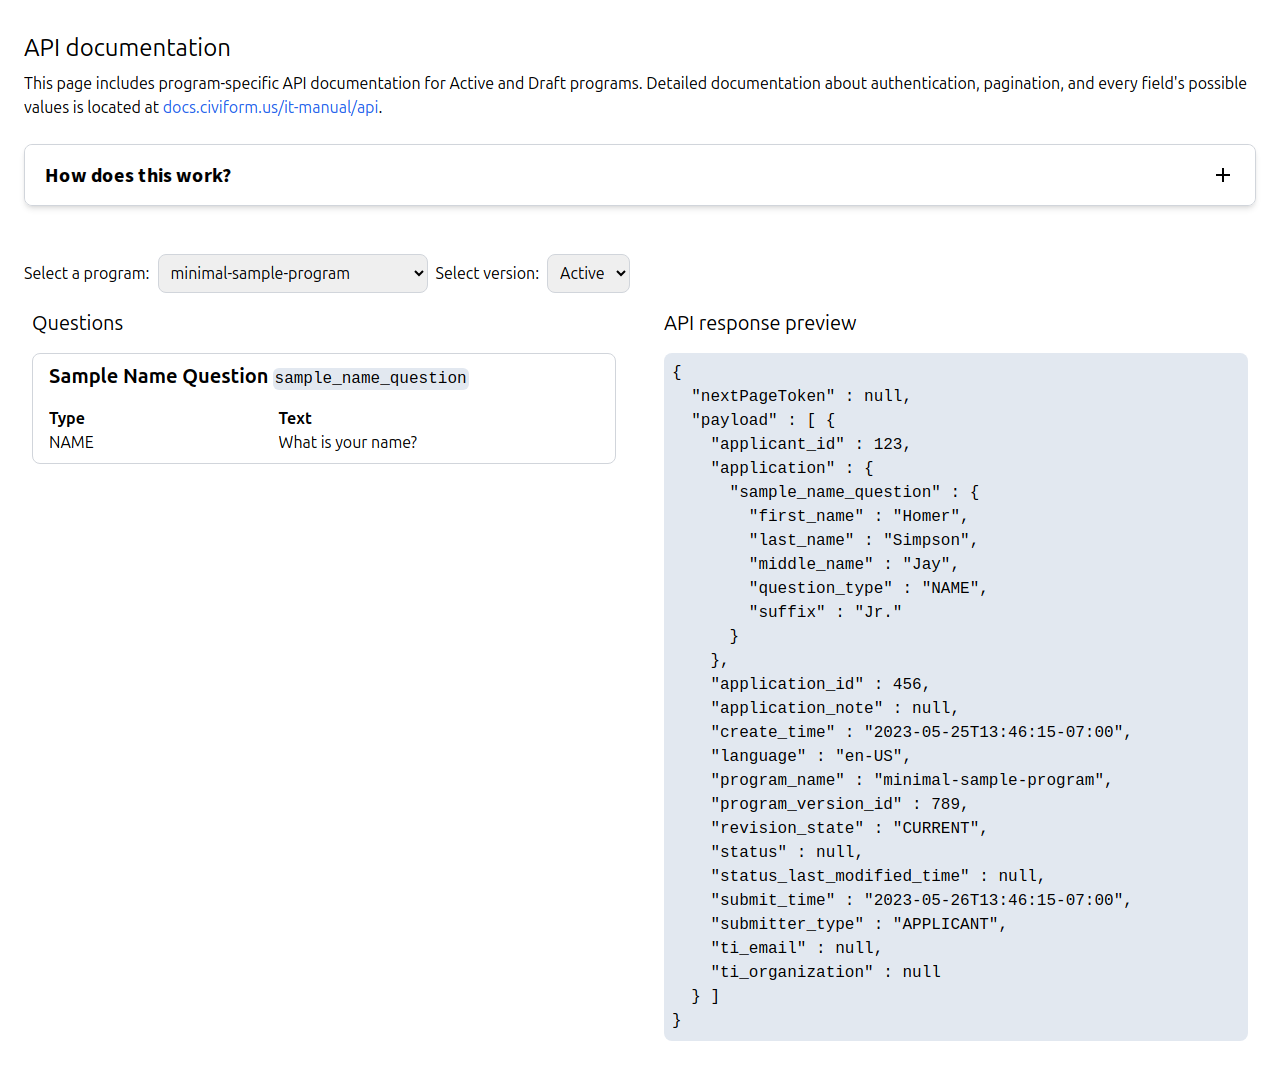 API documentation
This page includes program-specific API documentation for Active and Draft programs. Detailed documentation about authentication, pagination, and every field's possible
values is located at docs.civiform.us/it-manual/api.
How does this work?
Select a program: minimal-sample-program Select version: Active
Questions
Sample Name Question sample_name_question
Type Text
NAME What is your name?
API response preview
{
  "nextPageToken" : null,
  "payload" : [ {
    "applicant_id" : 123,
    "application" : {
      "sample_name_question" : {
        "first_name" : "Homer",
        "last_name" : "Simpson",
        "middle_name" : "Jay",
        "question_type" : "NAME",
        "suffix" : "Jr."
      }
    },
    "application_id" : 456,
    "application_note" : null,
    "create_time" : "2023-05-25T13:46:15-07:00",
    "language" : "en-US",
    "program_name" : "minimal-sample-program",
    "program_version_id" : 789,
    "revision_state" : "CURRENT",
    "status" : null,
    "status_last_modified_time" : null,
    "submit_time" : "2023-05-26T13:46:15-07:00",
    "submitter_type" : "APPLICANT",
    "ti_email" : null,
    "ti_organization" : null
  } ]
}